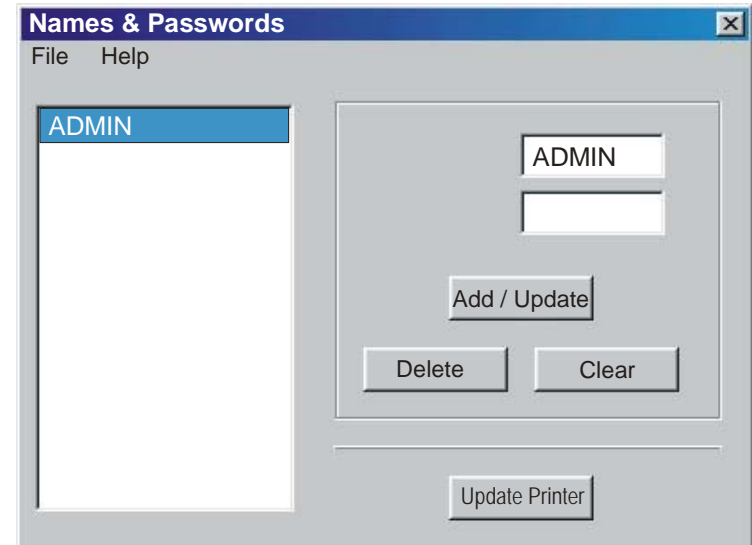 Names & Passwords
File Help
ADMIN
ADMIN
Add / Update
Delete Clear
Update Printer